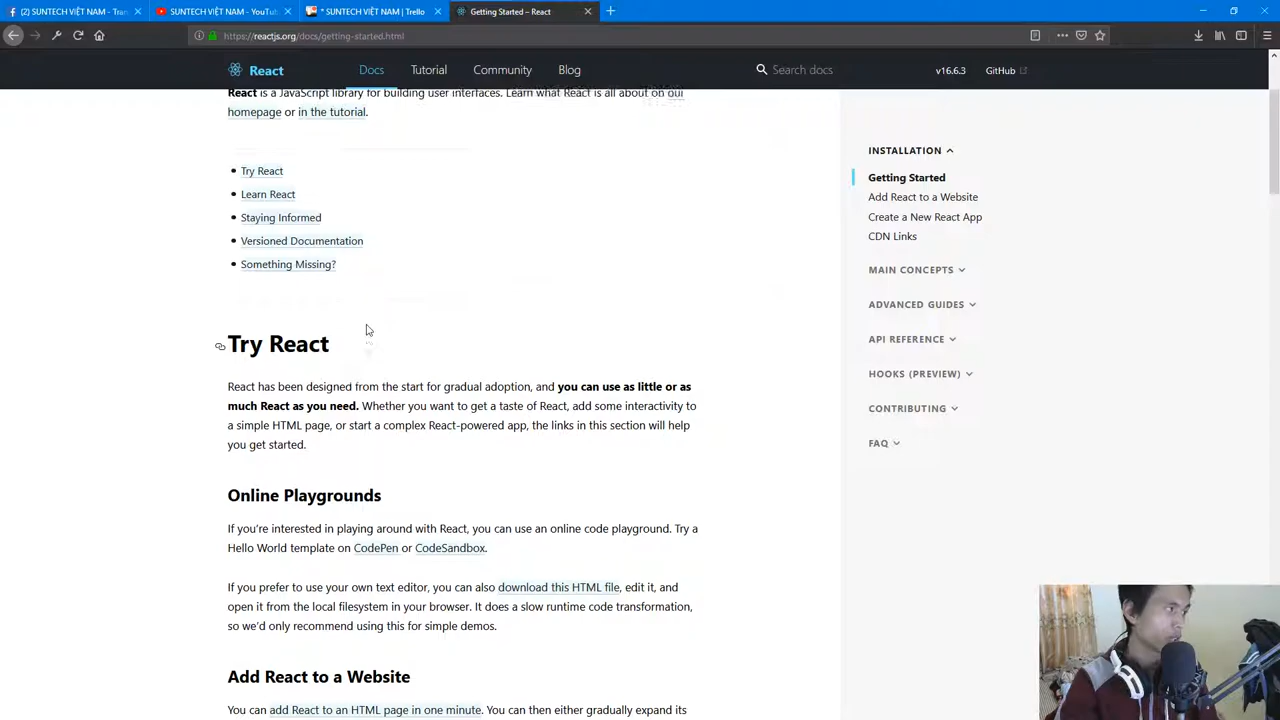 (2) SUNTECH VIỆT NAM - Tran
SUNTECH VIỆT NAM - YouTu
* SUNTECH VIỆT NAM | Trello
Getting Started – React
https://reactjs.org/docs/getting-started.html
React
Docs
Tutorial
Community
Blog
Search docs
v16.6.3
GitHub
React is a JavaScript library for building user interfaces. Learn what React is all about on our
homepage or in the tutorial.
Try React
Learn React
Staying Informed
Versioned Documentation
Something Missing?
Try React
React has been designed from the start for gradual adoption, and you can use as little or as
much React as you need. Whether you want to get a taste of React, add some interactivity to
a simple HTML page, or start a complex React-powered app, the links in this section will help
you get started.
Online Playgrounds
If you’re interested in playing around with React, you can use an online code playground. Try a
Hello World template on CodePen or CodeSandbox.
If you prefer to use your own text editor, you can also download this HTML file, edit it, and
open it from the local filesystem in your browser. It does a slow runtime code transformation,
so we’d only recommend using this for simple demos.
Add React to a Website
You can add React to an HTML page in one minute. You can then either gradually expand its
INSTALLATION
Getting Started
Add React to a Website
Create a New React App
CDN Links
MAIN CONCEPTS
ADVANCED GUIDES
API REFERENCE
HOOKS (PREVIEW)
CONTRIBUTING
FAQ